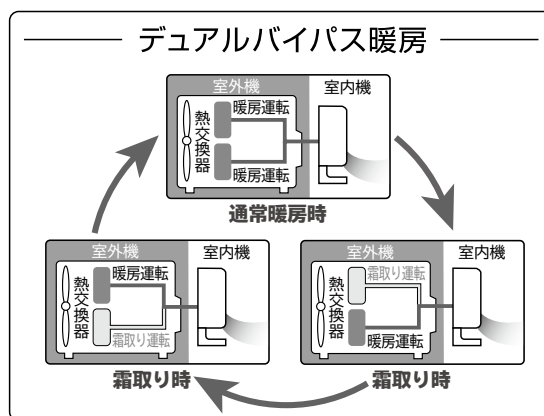 デュアルバイパス暖房
室外機
室内機
暖房運転
熱交換器
暖房運転
通常暖房時
室外機
室内機
暖房運転
熱交換器
霜取り運転
霜取り時
室外機
室内機
霜取り運転
熱交換器
暖房運転
霜取り時